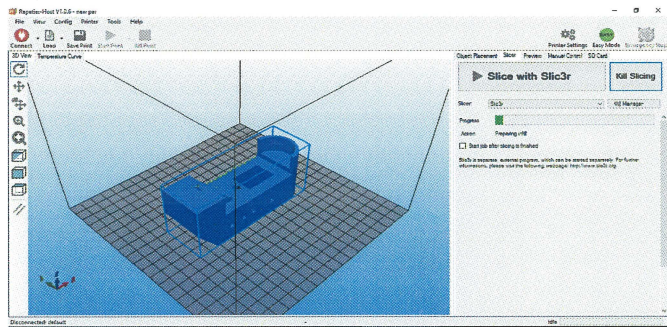 Repetier-Host V1.0.6 - new par
File View Config Printer Tools Help
Connect Load Save Print Start Print Kill Print
Printer Settings Easy Mode Emergency Stop
3D View Temperature Curve
Object Placement Slicer Preview Manual Control SD Card
Slice with Slic3r
Kill Slicing
Slicer: Slic3r
Manager
Progress
Action: Preparing infill
Start job after slicing is finished
Slic3r is separate, external program, which can be started separately. For further
informations, please visit the following webpage: http://www.slic3r.org
Disconnected: default
-
Idle